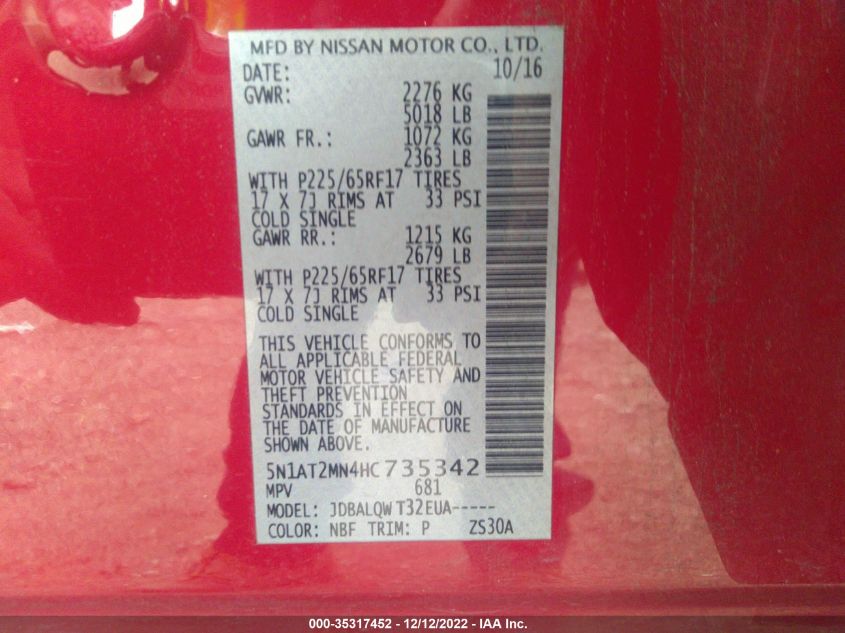 MFD BY NISSAN MOTOR CO., LTD.
DATE: 10/16
GVWR: 2276 KG
5018 LB
GAWR FR.: 1072 KG
2363 LB
WITH P225/65RF17 TIRES
17 X 7J RIMS AT 33 PSI
COLD SINGLE
GAWR RR.: 1215 KG
2679 LB
WITH P225/65RF17 TIRES
17 X 7J RIMS AT 33 PSI
COLD SINGLE
THIS VEHICLE CONFORMS TO
ALL APPLICABLE FEDERAL
MOTOR VEHICLE SAFETY AND
THEFT PREVENTION
STANDARDS IN EFFECT ON
THE DATE OF MANUFACTURE
SHOWN ABOVE.
5N1AT2MN4HC735342
MPV 681
MODEL: JDBALQW T32EUA-----
COLOR: NBF TRIM: P ZS30A
000-35317452 - 12/12/2022 - IAA Inc.